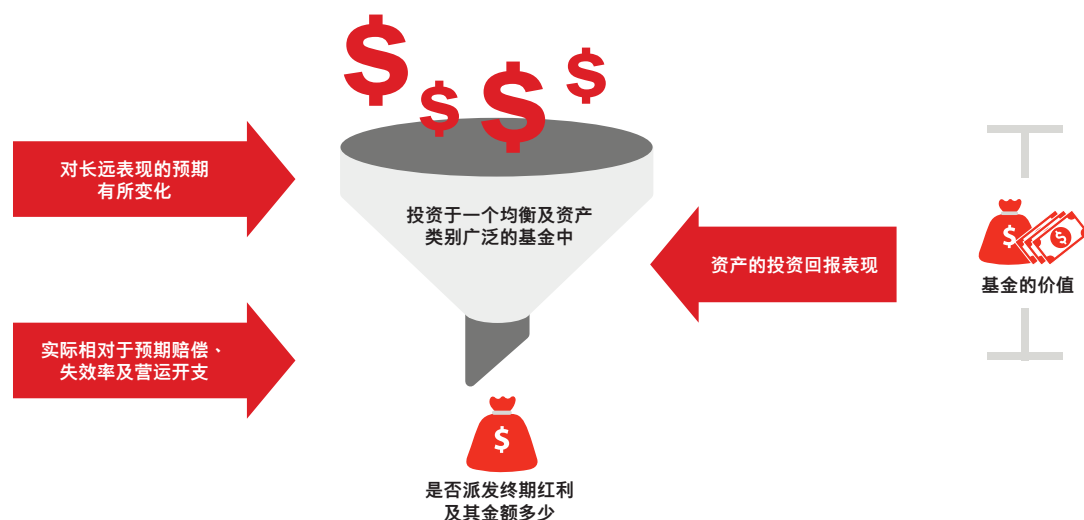 对长远表现的预期
有所变化
投资于一个均衡及资产
类别广泛的基金中
资产的投资回报表现
基金的价值
实际相对于预期赔偿、
失效率及营运开支
是否派发终期红利
及其金额多少